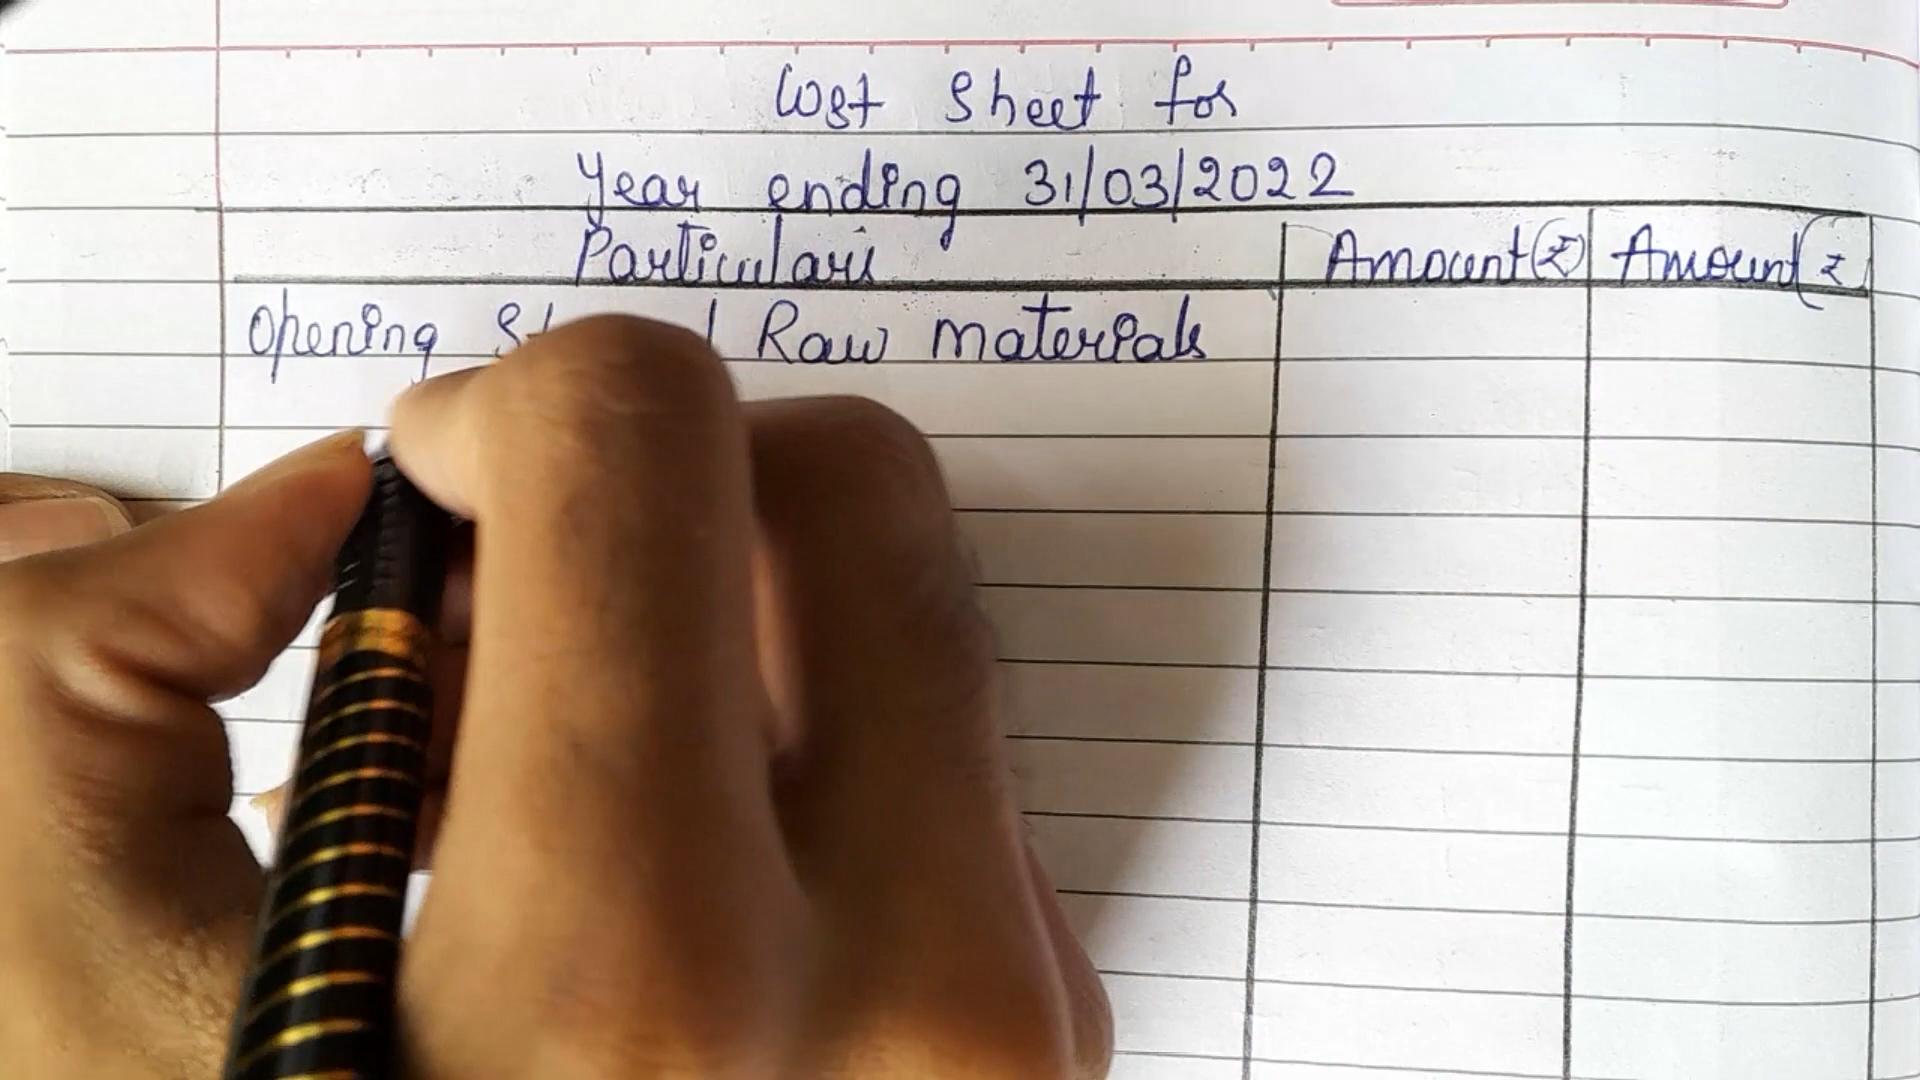 Cost Sheet for
Year ending 31/03/2022
Particulars Amount(₹) Amount(₹
Opening Raw materials